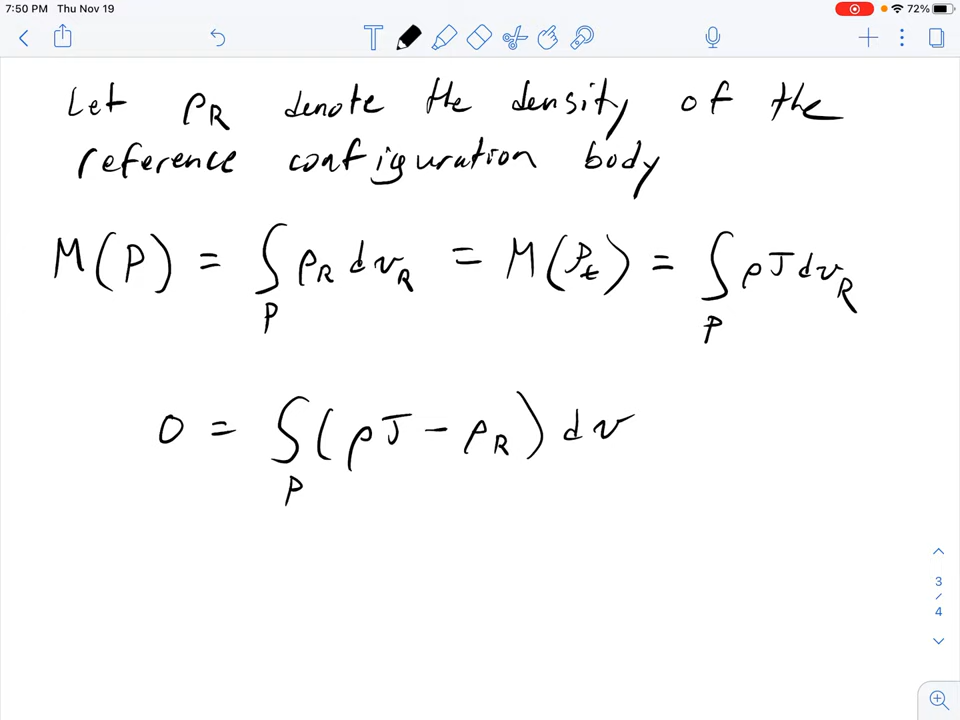 7:50 PM Thu Nov 19 72%
Let ρR denote the density of the
reference configuration body
M(P) = ∫P ρR dvR = M(Pt) = ∫P ρJ dvR
0 = ∫P (ρJ - ρR) dv
3
/
4